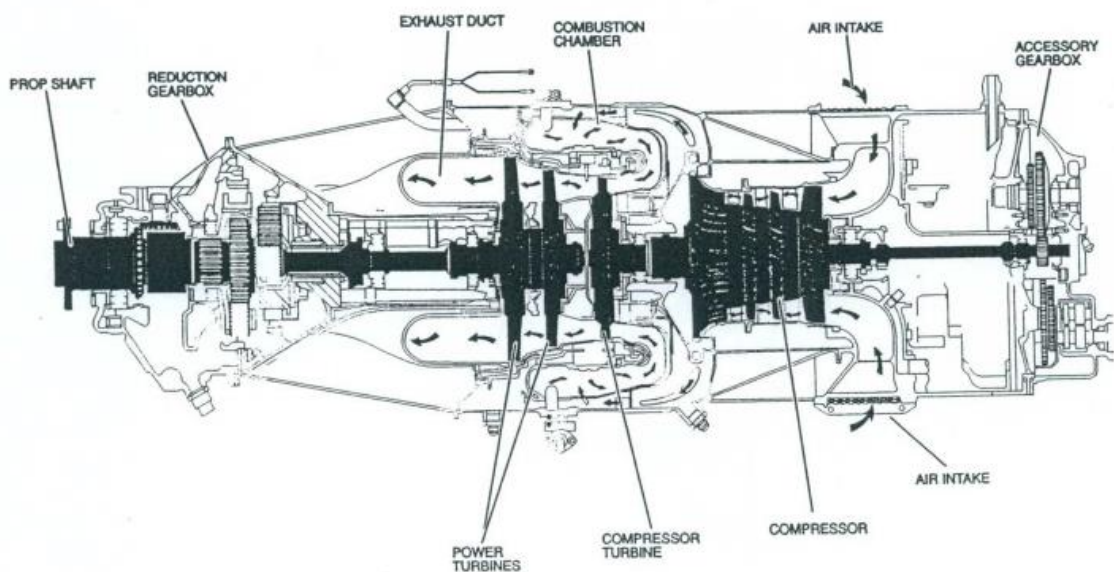 EXHAUST DUCT
COMBUSTION
CHAMBER
AIR INTAKE
ACCESSORY
GEARBOX
PROP SHAFT
REDUCTION
GEARBOX
AIR INTAKE
POWER
TURBINES
COMPRESSOR
TURBINE
COMPRESSOR